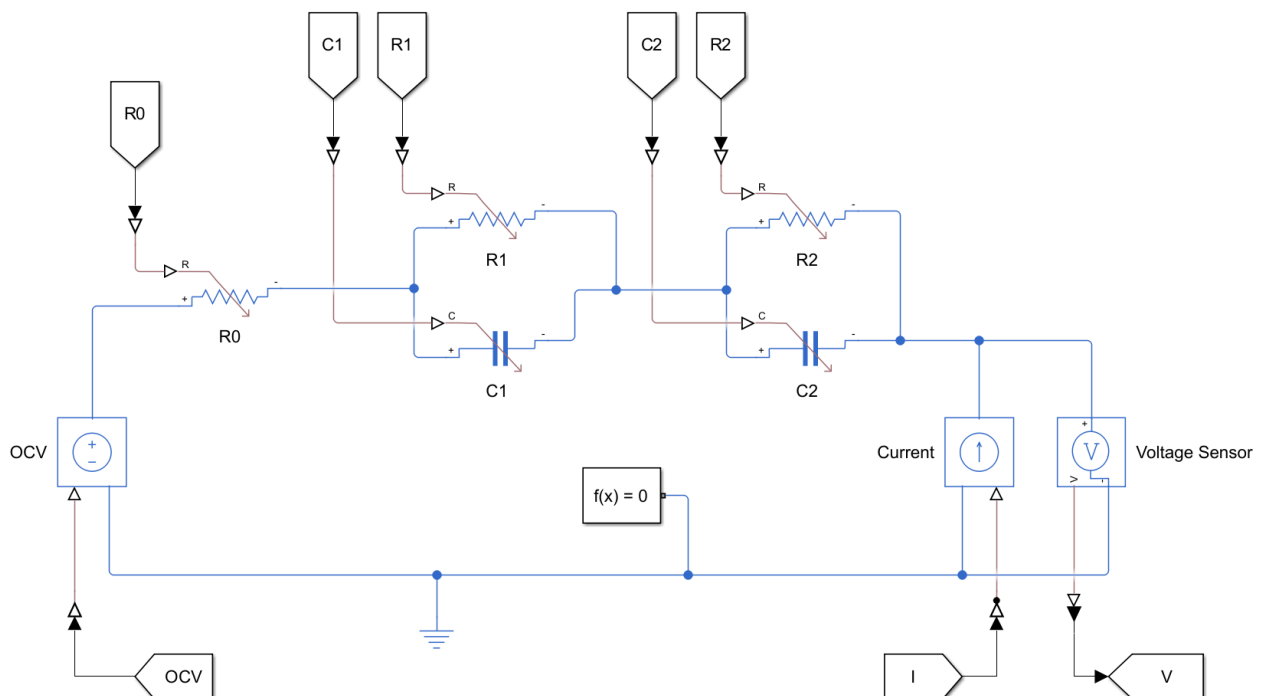 C1
R1
C2
R2
R0
R
R
R
+
-
+
-
R1
R2
+
-
R0
C
C
+
-
+
-
C1
C2
OCV
+
−
Current
+
V
-
V
Voltage Sensor
f(x) = 0
OCV
I
V